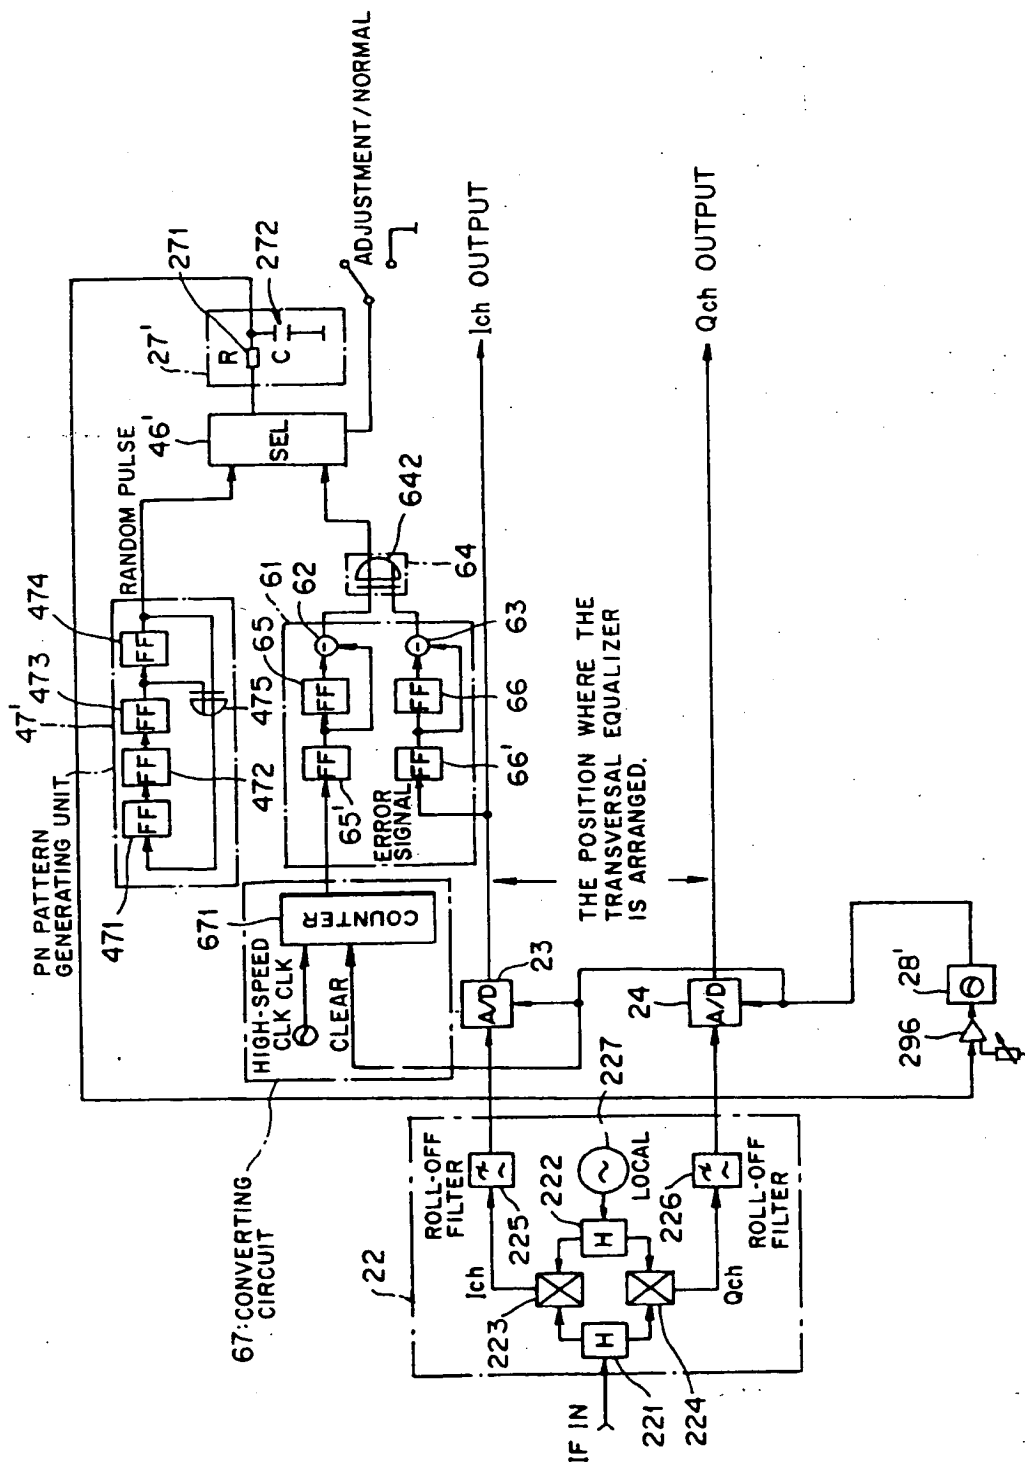 PN PATTERN
GENERATING UNIT
47'
473
474
RANDOM PULSE
471
FF
FF
FF
FF
472
475
46'
SEL
27'
R
C
271
272
ADJUSTMENT/NORMAL
67:CONVERTING
CIRCUIT
HIGH-SPEED
CLK CLK
CLEAR
671
COUNTER
65'
FF
65
FF
61
62
ERROR
SIGNAL
66'
FF
66
FF
63
64
642
Ich OUTPUT
22
ROLL-OFF
FILTER
225
Ich
223
H
222
227
LOCAL
IF IN
H
221
224
Qch
226
ROLL-OFF
FILTER
A/D
23
THE POSITION WHERE THE
TRANSVERSAL EQUALIZER
IS ARRANGED.
24
A/D
Qch OUTPUT
296
28'